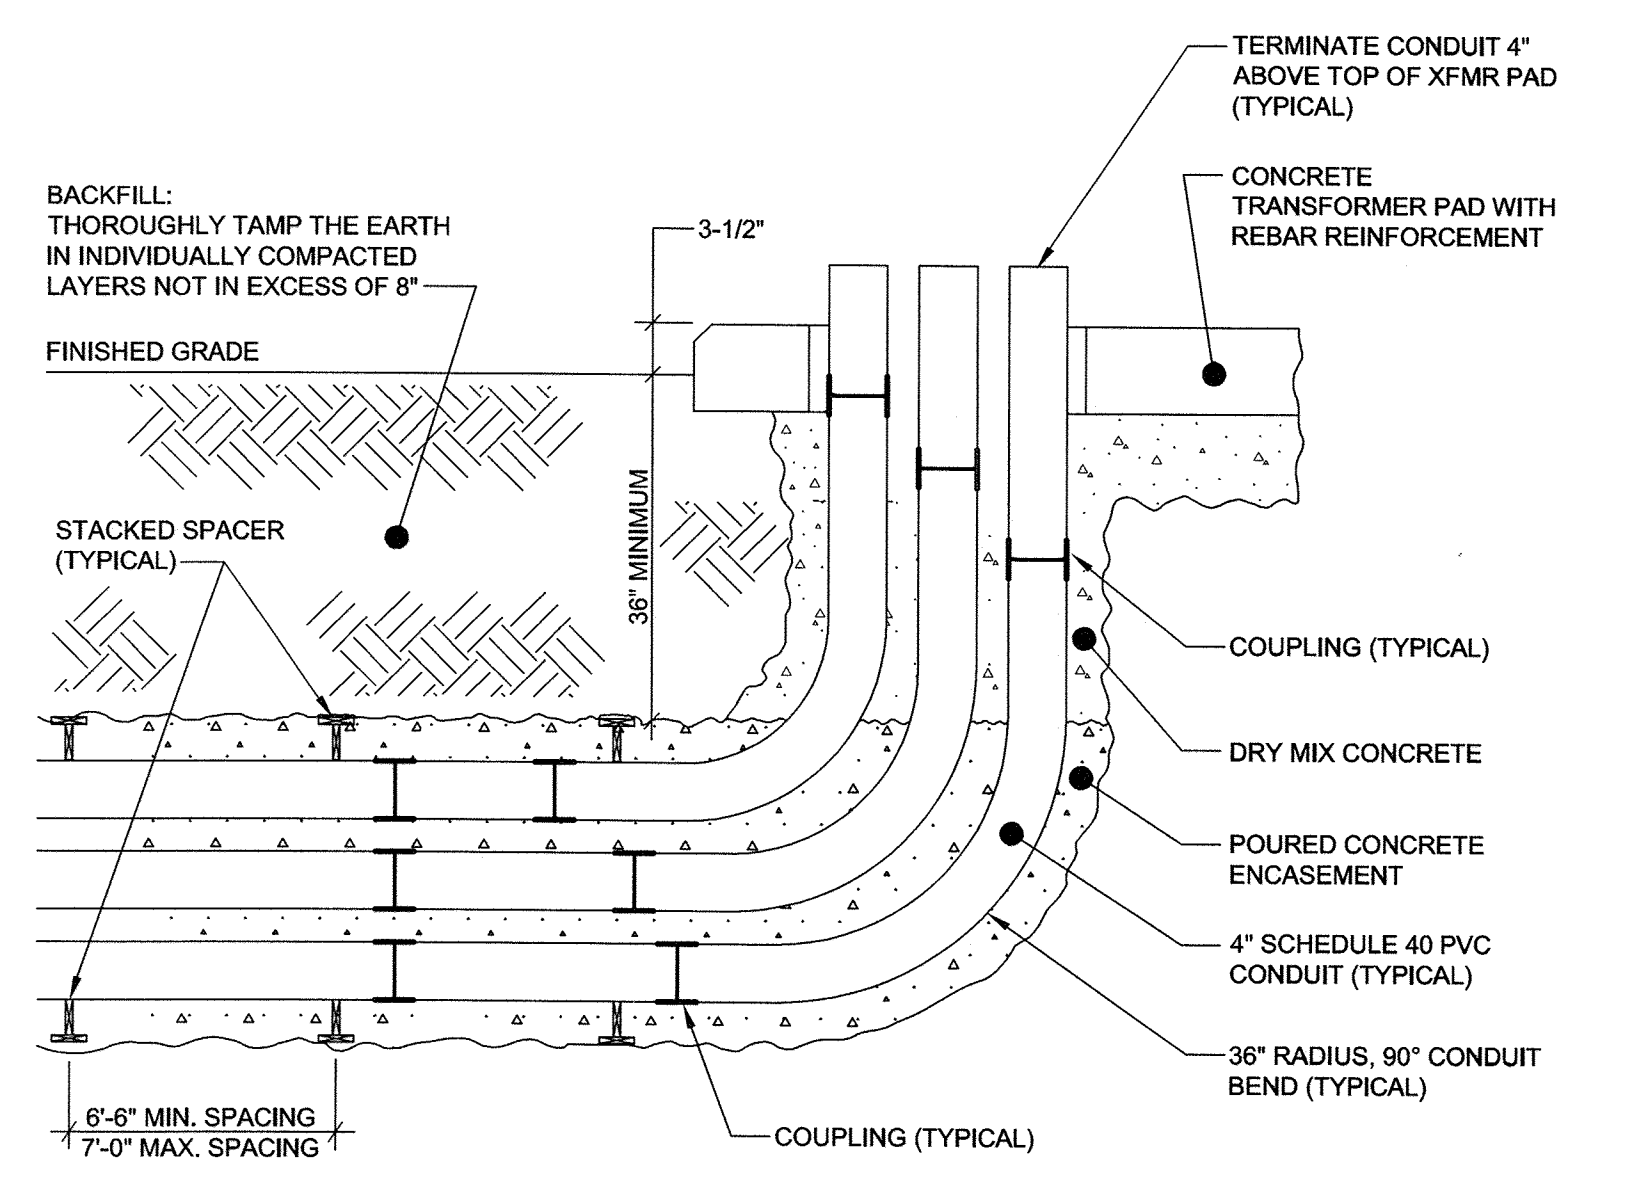 TERMINATE CONDUIT 4"
ABOVE TOP OF XFMR PAD
(TYPICAL)
CONCRETE
TRANSFORMER PAD WITH
REBAR REINFORCEMENT
BACKFILL:
THOROUGHLY TAMP THE EARTH
IN INDIVIDUALLY COMPACTED
LAYERS NOT IN EXCESS OF 8"
3-1/2"
FINISHED GRADE
STACKED SPACER
(TYPICAL)
36" MINIMUM
COUPLING (TYPICAL)
DRY MIX CONCRETE
POURED CONCRETE
ENCASEMENT
4" SCHEDULE 40 PVC
CONDUIT (TYPICAL)
36" RADIUS, 90° CONDUIT
BEND (TYPICAL)
6'-6" MIN. SPACING
7'-0" MAX. SPACING
COUPLING (TYPICAL)